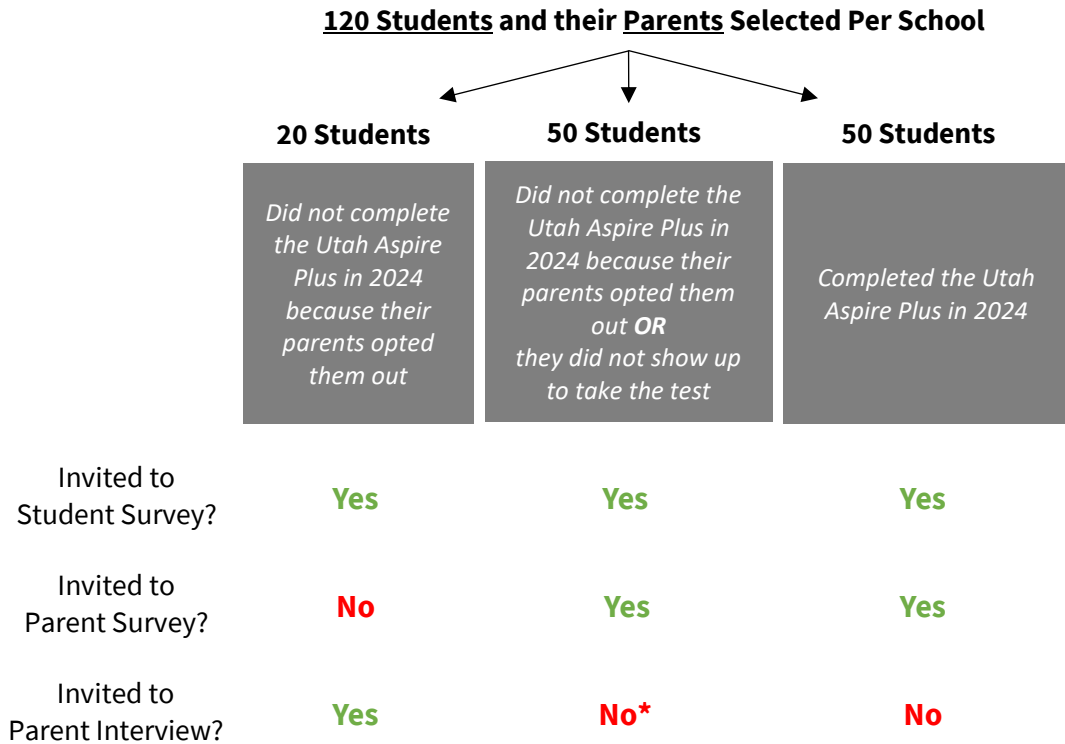 120 Students and their Parents Selected Per School
20 Students
50 Students
50 Students
Did not complete
the Utah Aspire
Plus in 2024
because their
parents opted
them out
Did not complete the
Utah Aspire Plus in
2024 because their
parents opted them
out OR
they did not show up
to take the test
Completed the Utah
Aspire Plus in 2024
Invited to
Student Survey?
Yes
Yes
Yes
Invited to
Parent Survey?
No
Yes
Yes
Invited to
Parent Interview?
Yes
No*
No